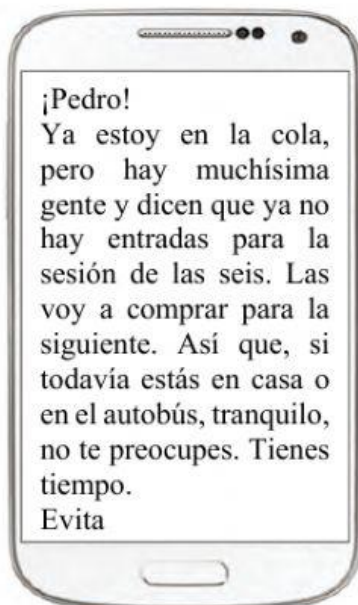 ¡Pedro!
Ya estoy en la cola,
pero hay muchísima
gente y dicen que ya no
hay entradas para la
sesión de las seis. Las
voy a comprar para la
siguiente. Así que, si
todavía estás en casa o
en el autobús, tranquilo,
no te preocupes. Tienes
tiempo.
Evita